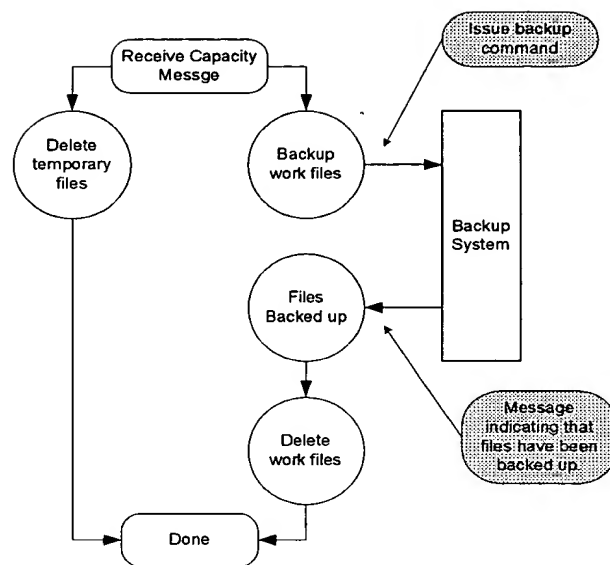 Issue backup
command
Receive Capacity
Messge
Delete
temporary
files
Backup
work files
Backup
System
Files
Backed up
Message
indicating that
files have been
backed up.
Delete
work files
Done